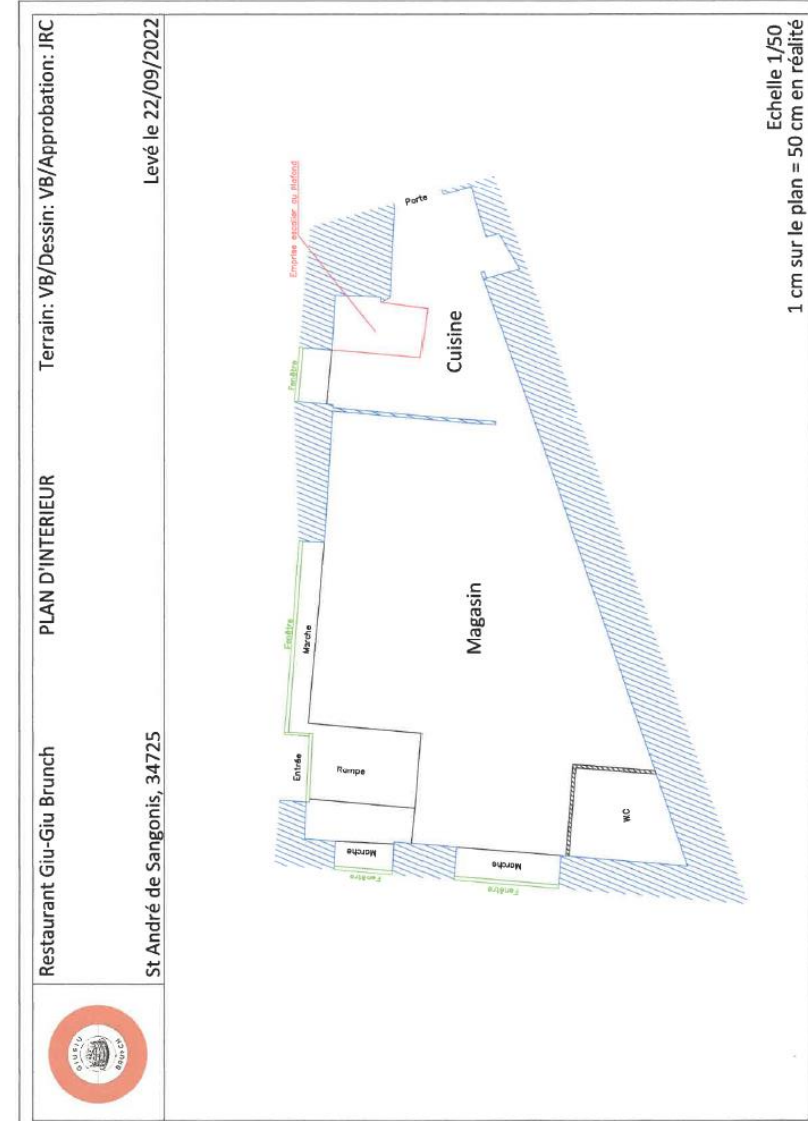 Restaurant Giu-Giu Brunch
PLAN D'INTERIEUR
Terrain: VB/Dessin: VB/Approbation: JRC
St André de Sangonis, 34725
Levé le 22/09/2022
GIUGIU
BRUNCH
Emprise escalier au Plafond
Porte
Fenêtre
Cuisine
Fenêtre
Marche
Magasin
Entrée
Rampe
Marche
Fenêtre
Marche
Fenêtre
WC
Echelle 1/50
1 cm sur le plan = 50 cm en réalité